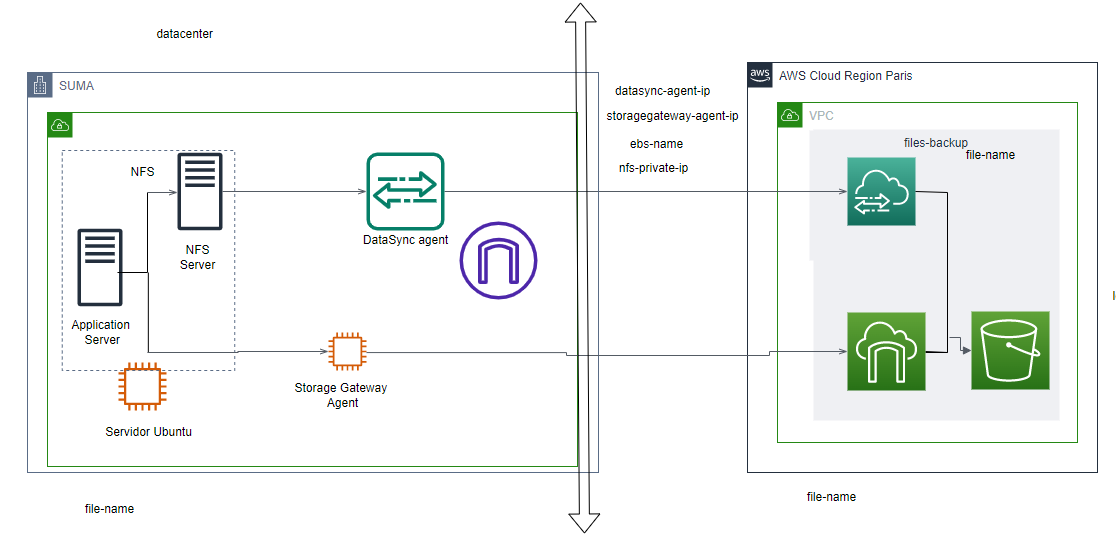 datacenter
SUMA
datasync-agent-ip
storagegateway-agent-ip
ebs-name
nfs-private-ip
aws
AWS Cloud Region Paris
VPC
files-backup
file-name
NFS
NFS
Server
DataSync agent
Application
Server
Storage Gateway
Agent
Servidor Ubuntu
file-name
file-name